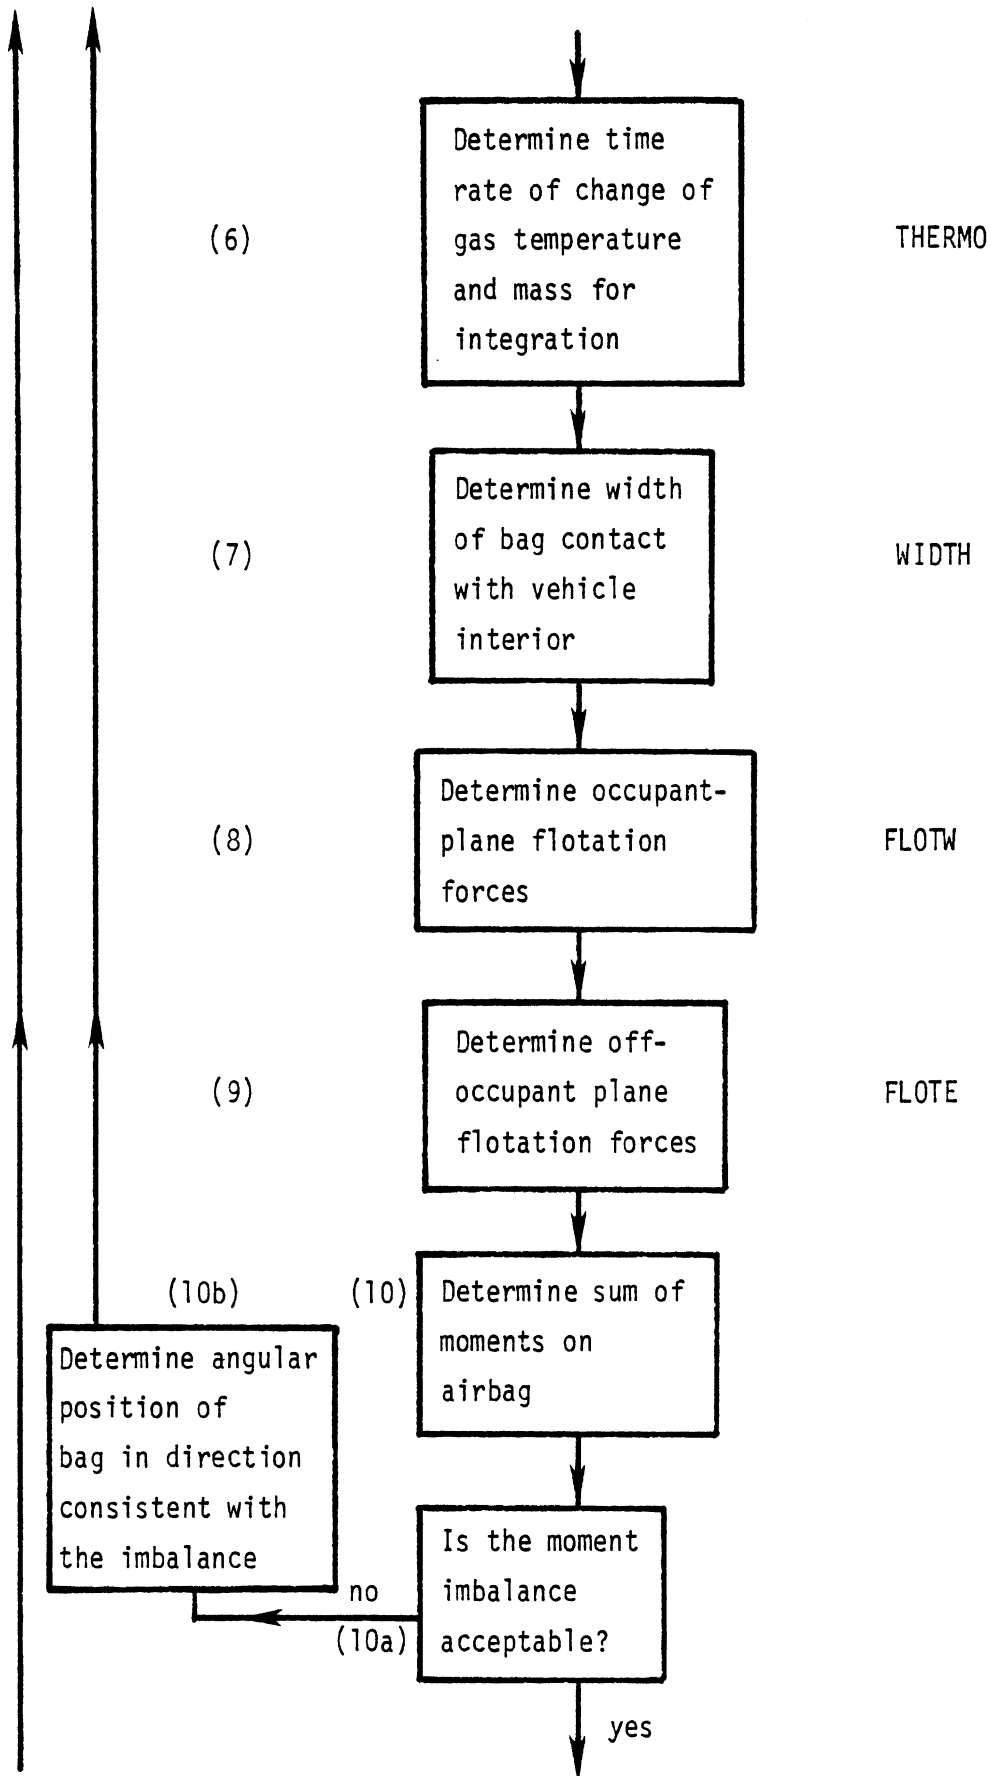 Determine time
rate of change of
gas temperature
and mass for
integration
(6)
THERMO
Determine width
of bag contact
with vehicle
interior
(7)
WIDTH
Determine occupant-
plane flotation
forces
(8)
FLOTW
Determine off-
occupant plane
flotation forces
(9)
FLOTE
(10)
Determine sum of
moments on
airbag
(10b)
Determine angular
position of
bag in direction
consistent with
the imbalance
Is the moment
imbalance
acceptable?
no
(10a)
yes